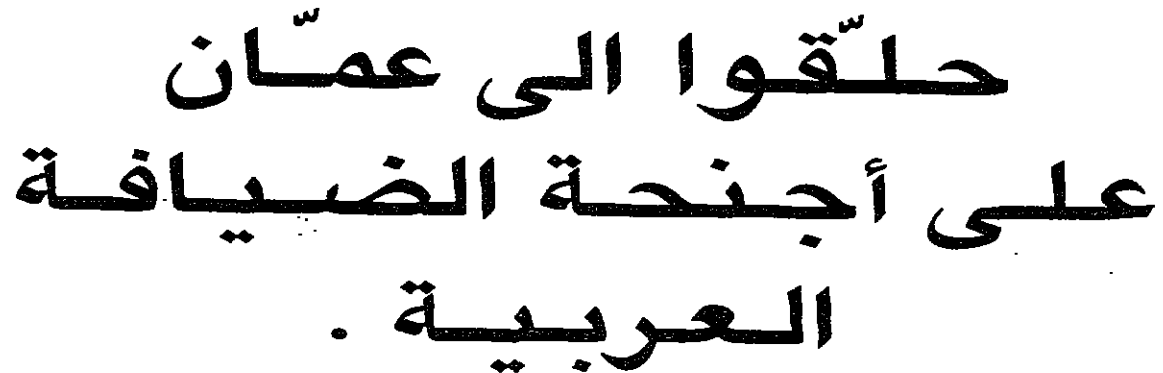 حلّقوا الى عمّان
على أجنحة الضيافة
العربية .